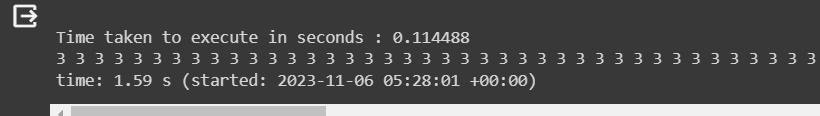 Time taken to execute in seconds : 0.114488
3 3 3 3 3 3 3 3 3 3 3 3 3 3 3 3 3 3 3 3 3 3 3 3 3 3 3 3 3 3 3 3 3 3 3 3 3 3 3 3
time: 1.59 s (started: 2023-11-06 05:28:01 +00:00)